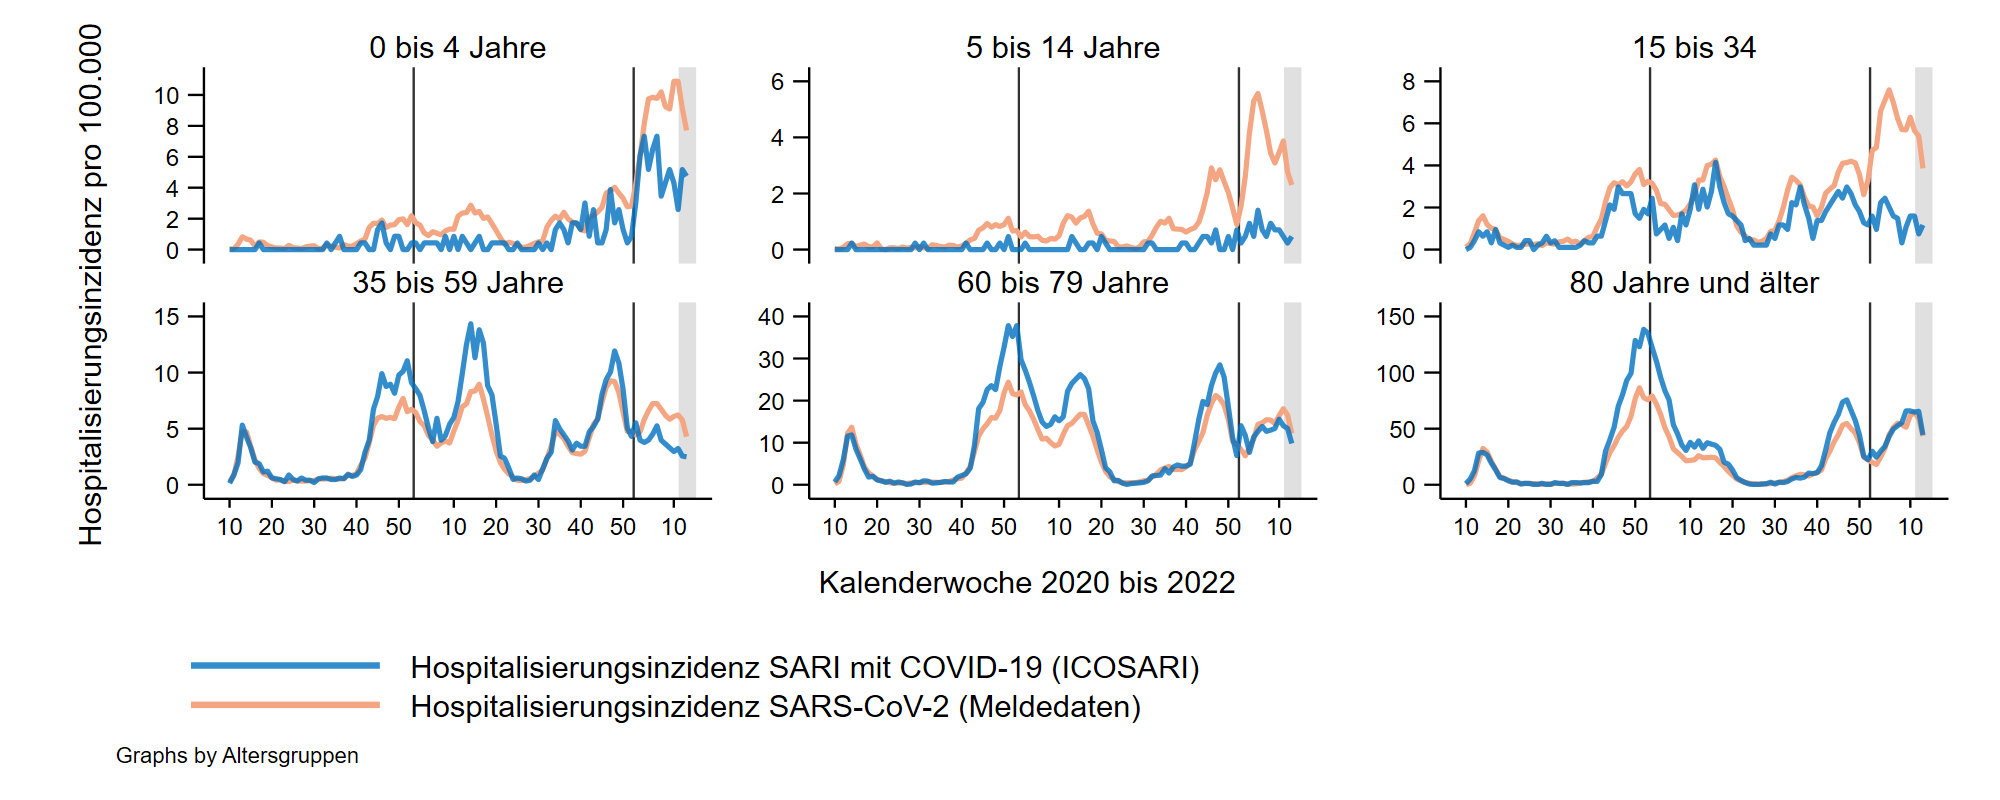 Hospitalisierungsinzidenz pro 100.000
0 bis 4 Jahre
10
8
6
4
2
0
5 bis 14 Jahre
6
4
2
0
15 bis 34
8
6
4
2
0
35 bis 59 Jahre
15
10
5
0
10 20 30 40 50 10 20 30 40 50 10
60 bis 79 Jahre
40
30
20
10
0
10 20 30 40 50 10 20 30 40 50 10
80 Jahre und älter
150
100
50
0
10 20 30 40 50 10 20 30 40 50 10
Kalenderwoche 2020 bis 2022
Hospitalisierungsinzidenz SARI mit COVID-19 (ICOSARI)
Hospitalisierungsinzidenz SARS-CoV-2 (Meldedaten)
Graphs by Altersgruppen